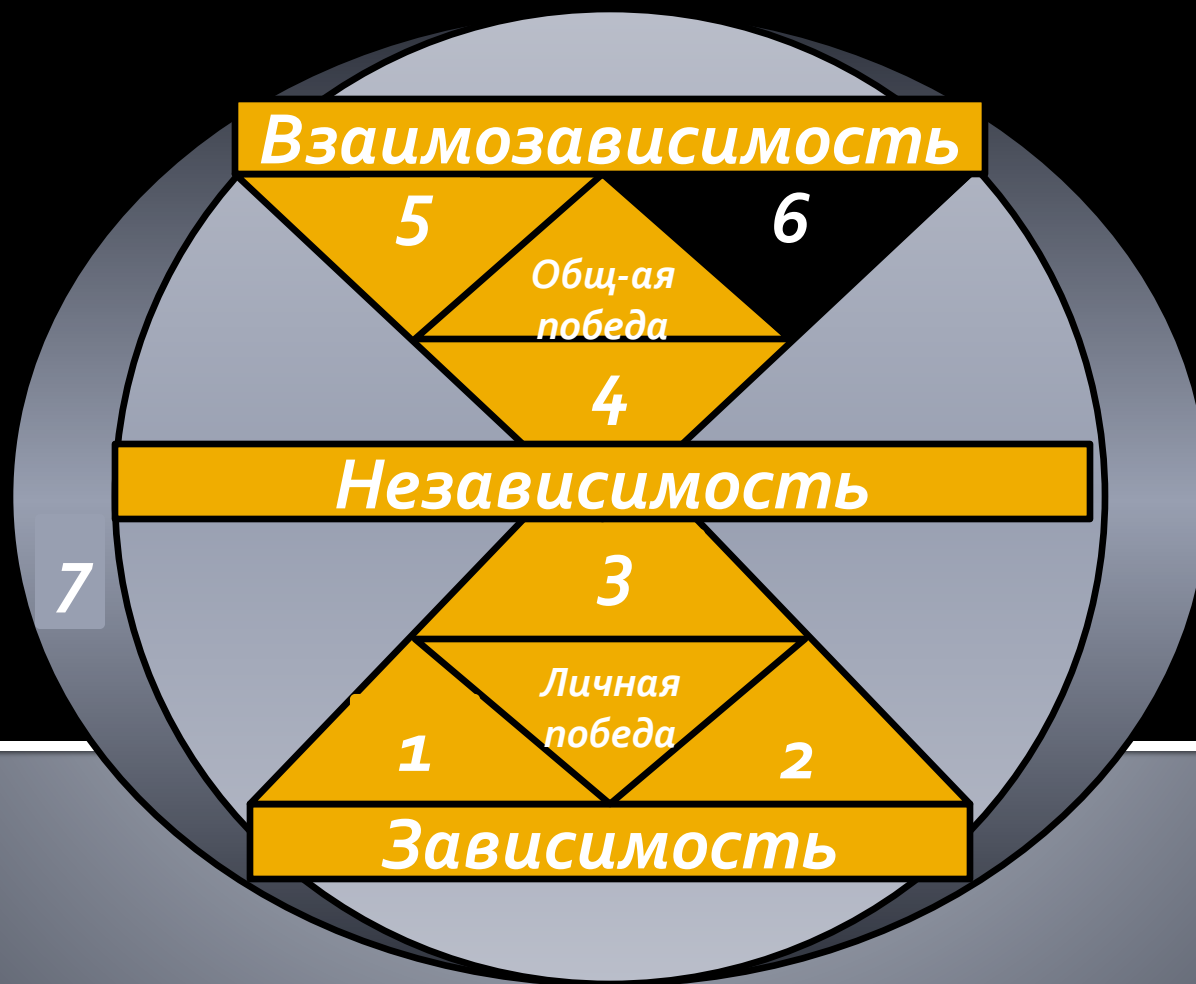 Взаимозависимость
5
6
Общ-ая
победа
4
Независимость
3
7
Личная
победа
1
2
Зависимость